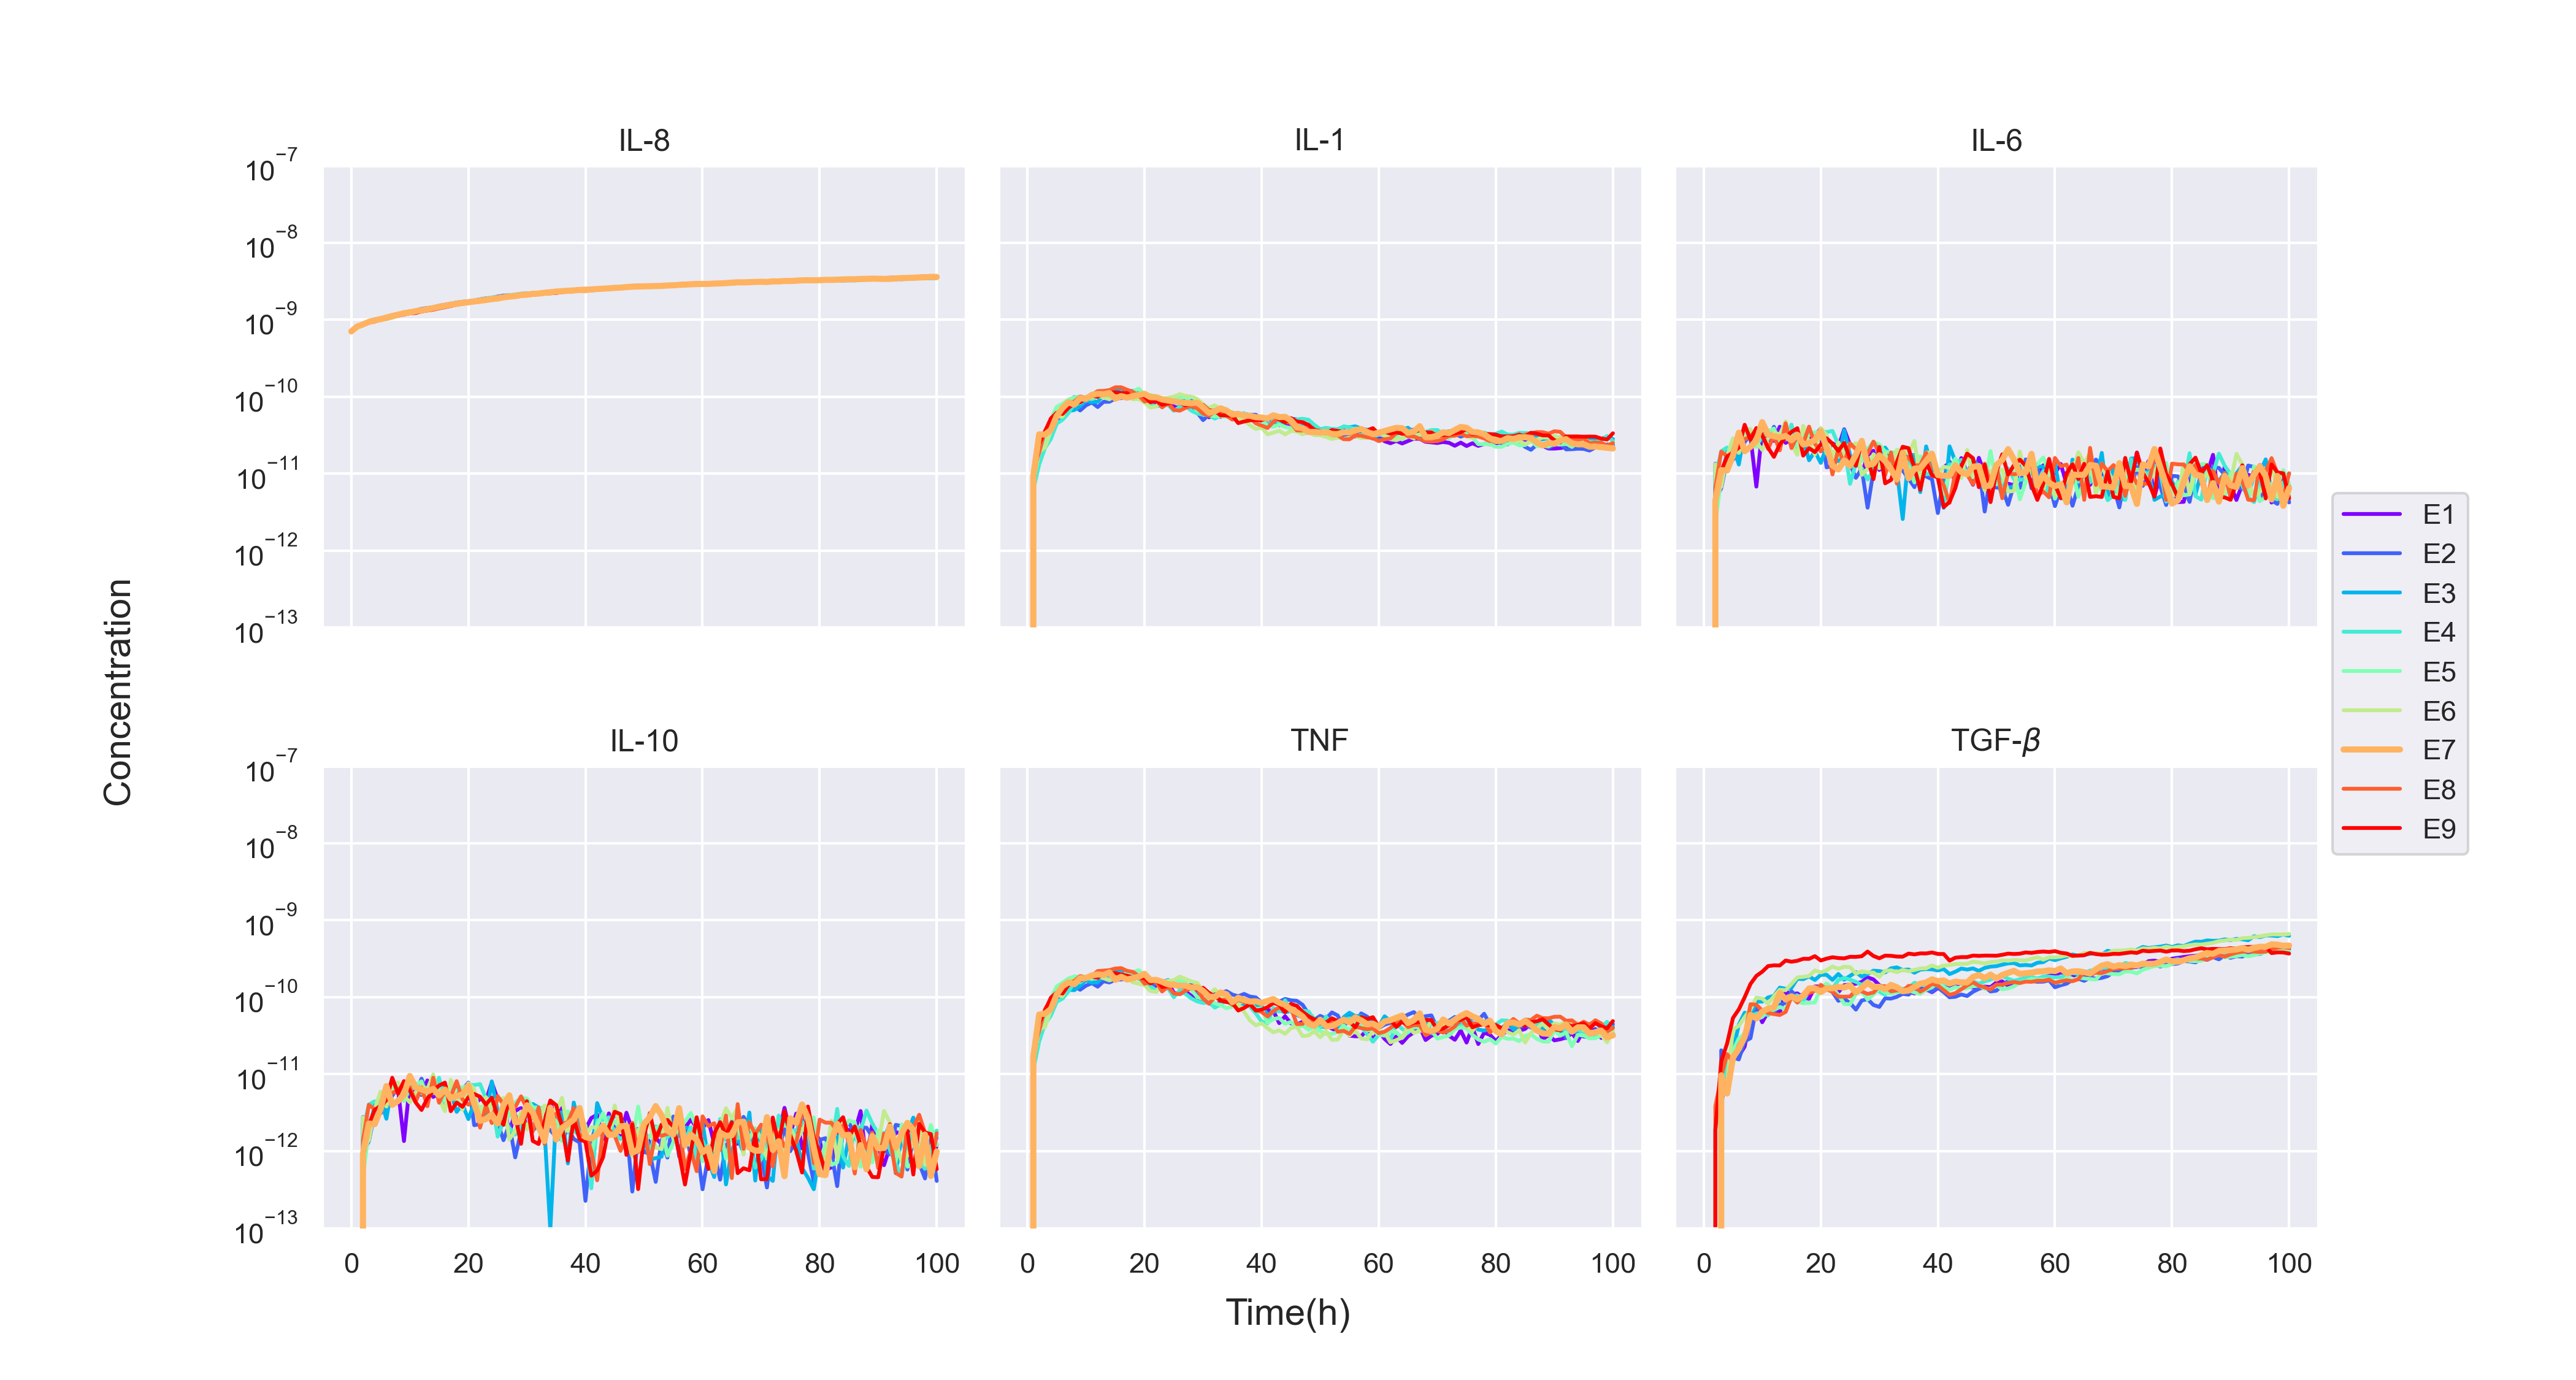 IL-8
IL-1
IL-6
10⁻⁷
10⁻⁸
10⁻⁹
10⁻¹⁰
10⁻¹¹
10⁻¹²
10⁻¹³
Concentration
IL-10
TNF
TGF-β
10⁻⁷
10⁻⁸
10⁻⁹
10⁻¹⁰
10⁻¹¹
10⁻¹²
10⁻¹³
0 20 40 60 80 100
0 20 40 60 80 100
0 20 40 60 80 100
Time(h)
E1
E2
E3
E4
E5
E6
E7
E8
E9